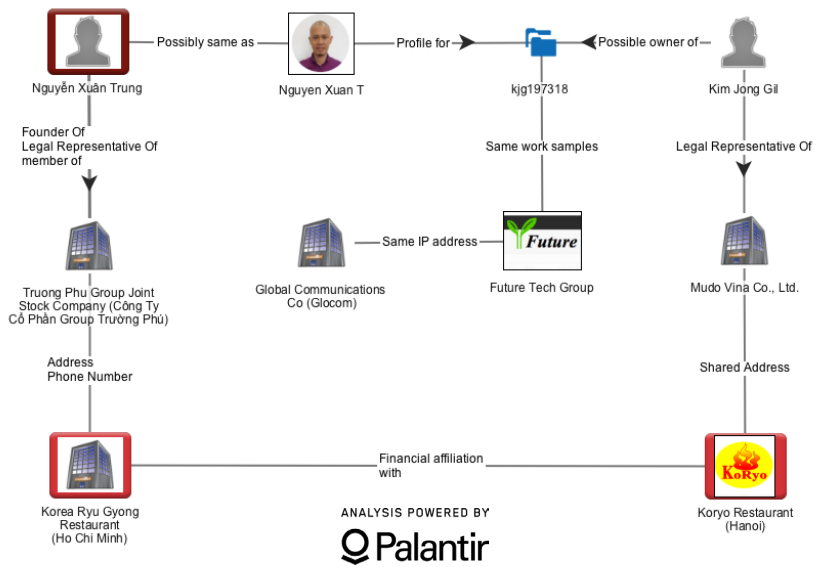 Possibly same as
Profile for
Possible owner of
Nguyễn Xuân Trung
Nguyen Xuan T
kjg197318
Kim Jong Gil
Founder Of
Legal Representative Of
member of
Same work samples
Legal Representative Of
Same IP address
Future
Truong Phu Group Joint
Stock Company (Công Ty
Cổ Phần Group Trường Phú)
Global Communications
Co (Glocom)
Future Tech Group
Mudo Vina Co., Ltd.
Address
Phone Number
Shared Address
Financial affiliation
with
KoRyo
Korea Ryu Gyong
Restaurant
(Ho Chi Minh)
Koryo Restaurant
(Hanoi)
ANALYSIS POWERED BY
Palantir